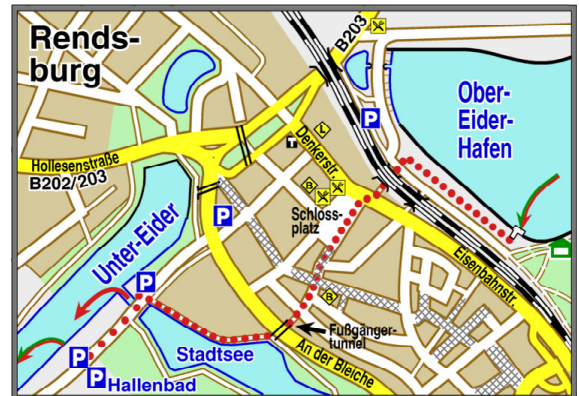 Rends-
burg
B203
Ober-
Eider-
Hafen
P
L
T
Denkerstr.
Hollesenstraße
B202/203
B
Schloss-
platz
P
Unter-Eider
Eisenbahnstr.
P
B
Fußgänger-
tunnel
An der Bleiche
Stadtsee
P
P
Hallenbad